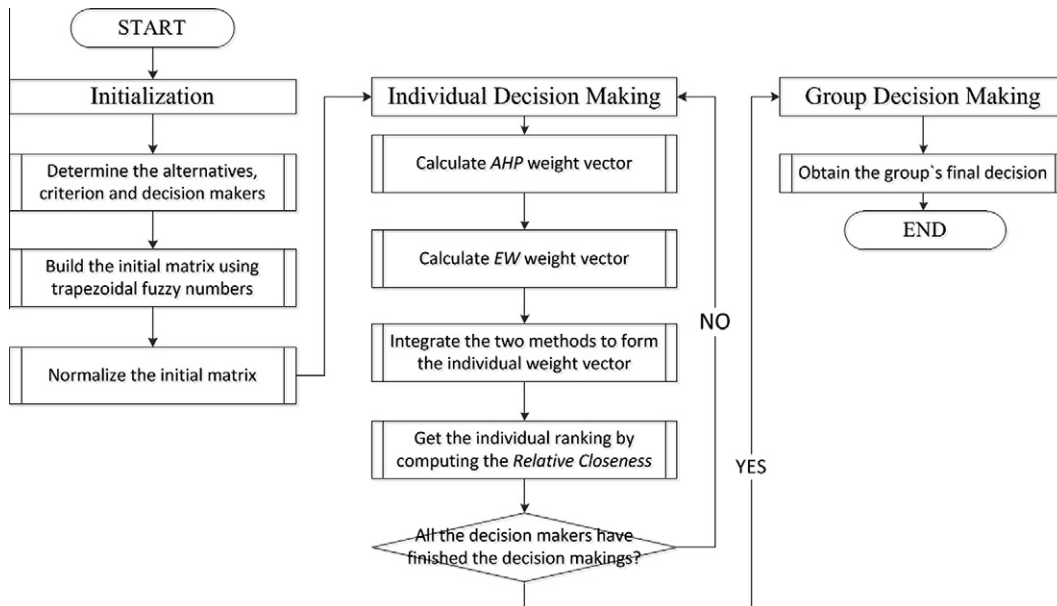 START
Initialization
Determine the alternatives,
criterion and decision makers
Build the initial matrix using
trapezoidal fuzzy numbers
Normalize the initial matrix
Individual Decision Making
Calculate AHP weight vector
Calculate EW weight vector
Integrate the two methods to form
the individual weight vector
Get the individual ranking by
computing the Relative Closeness
All the decision makers have
finished the decision makings?
NO
YES
Group Decision Making
Obtain the group`s final decision
END